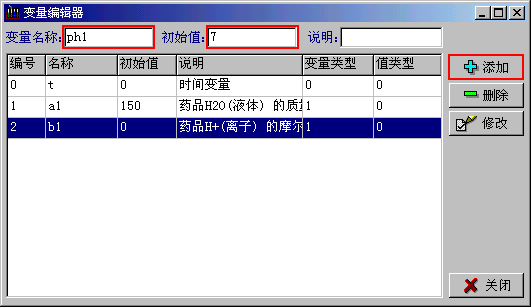 变量编辑器
变量名称: ph1 初始值: 7 说明:
编号 名称 初始值 说明 变量类型 值类型
0 t 0 时间变量 0 0
1 a1 150 药品H2O(液体) 的质 1 0
2 b1 0 药品H+(离子) 的摩尔 1 0
添加
删除
修改
关闭